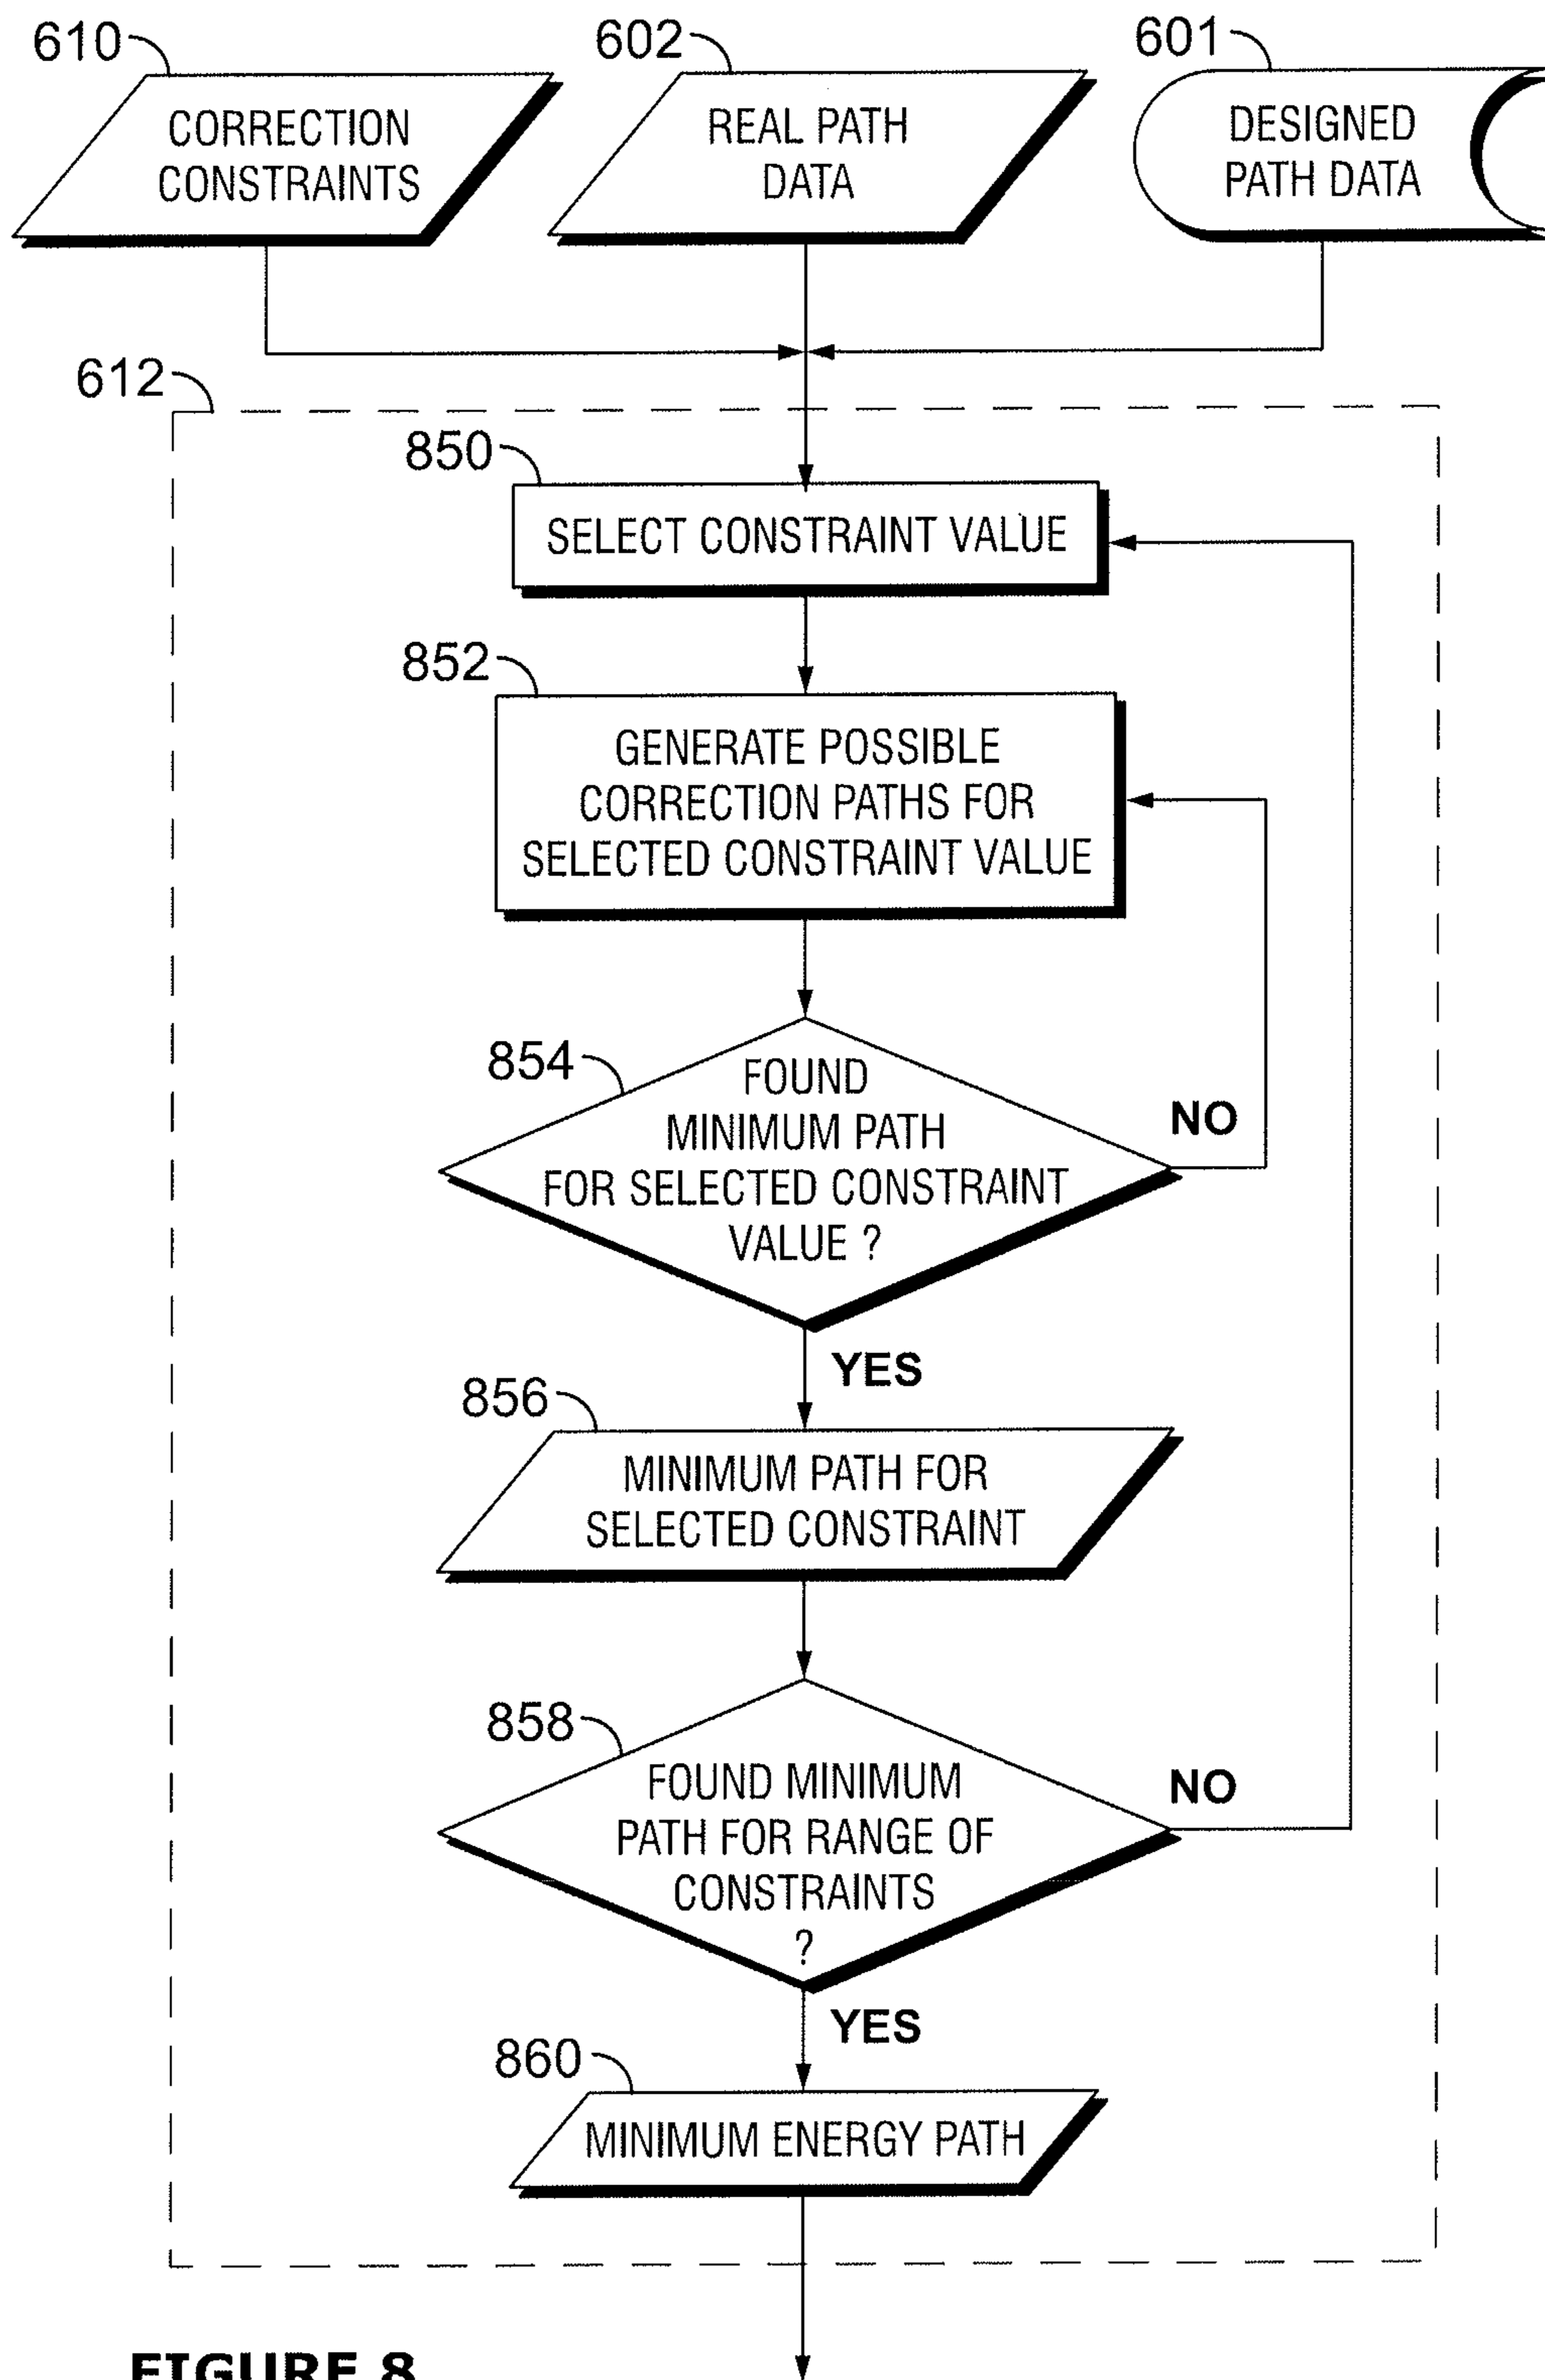 610
602
601
CORRECTION
CONSTRAINTS
REAL PATH
DATA
DESIGNED
PATH DATA
612
850
SELECT CONSTRAINT VALUE
852
GENERATE POSSIBLE
CORRECTION PATHS FOR
SELECTED CONSTRAINT VALUE
854
FOUND
MINIMUM PATH
FOR SELECTED CONSTRAINT
VALUE ?
NO
YES
856
MINIMUM PATH FOR
SELECTED CONSTRAINT
858
FOUND MINIMUM
PATH FOR RANGE OF
CONSTRAINTS
?
NO
YES
860
MINIMUM ENERGY PATH
FIGURE 8